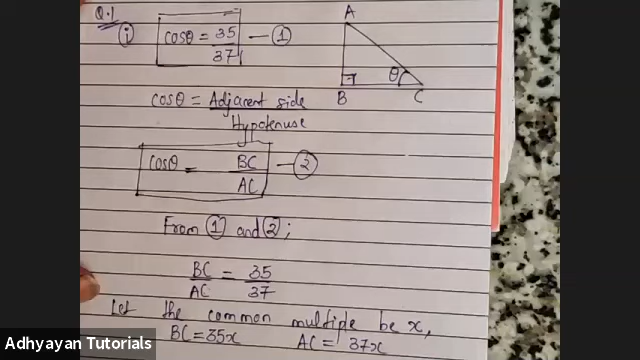 Q.1
(i) cosθ = 35/37 — (1)
A
B
θ
C
cosθ = Adjacent side / Hypotenuse
cosθ = BC/AC — (2)
From (1) and (2);
BC/AC = 35/37
Let the common multiple be x,
BC = 35x AC = 37x
Adhyayan Tutorials